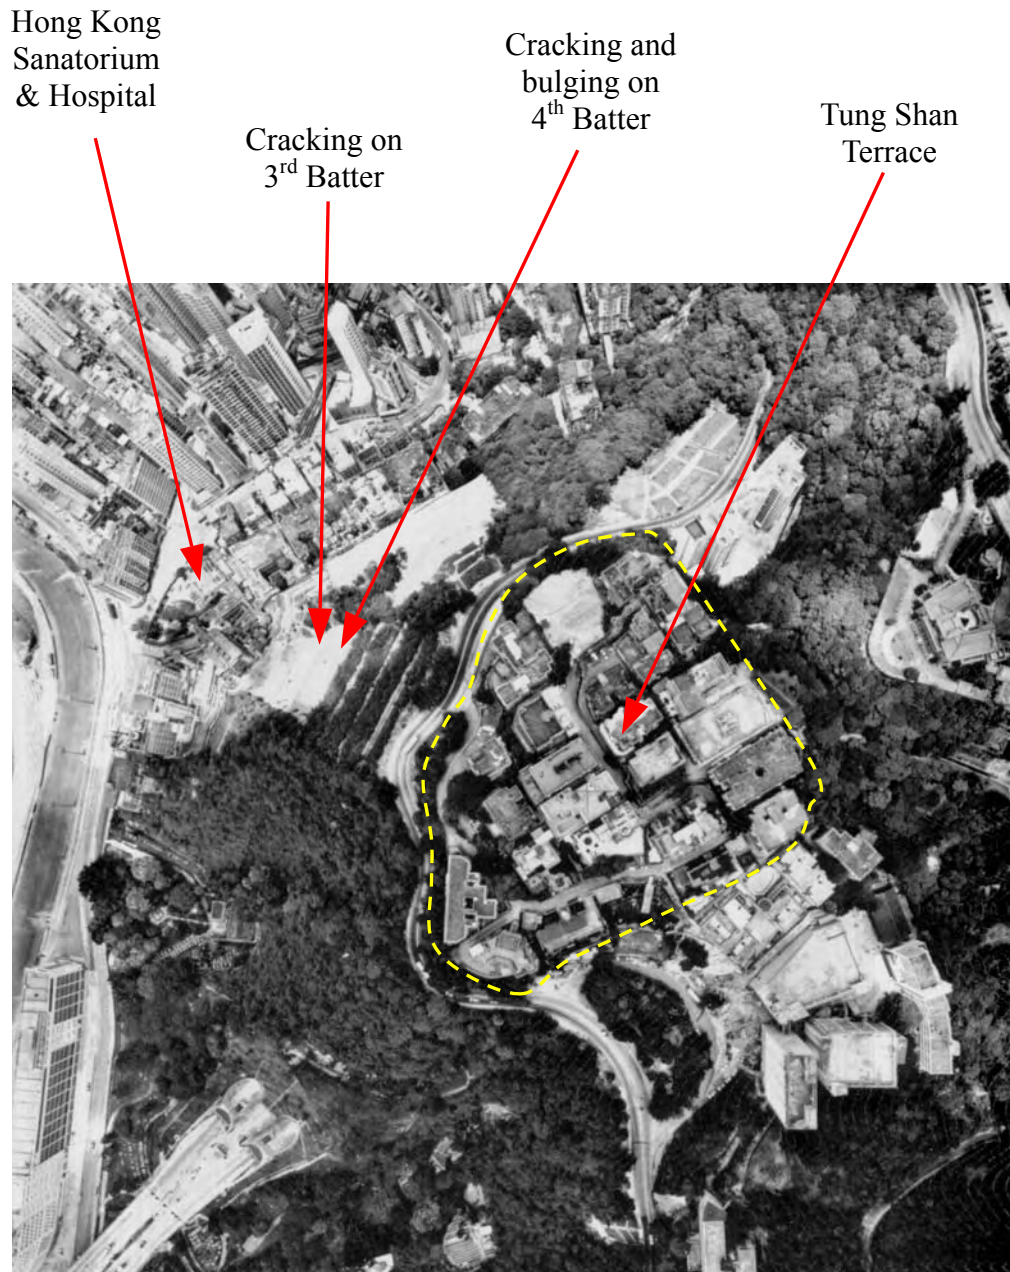 Hong Kong
Sanatorium
& Hospital
Cracking on
3rd Batter
Cracking and
bulging on
4th Batter
Tung Shan
Terrace